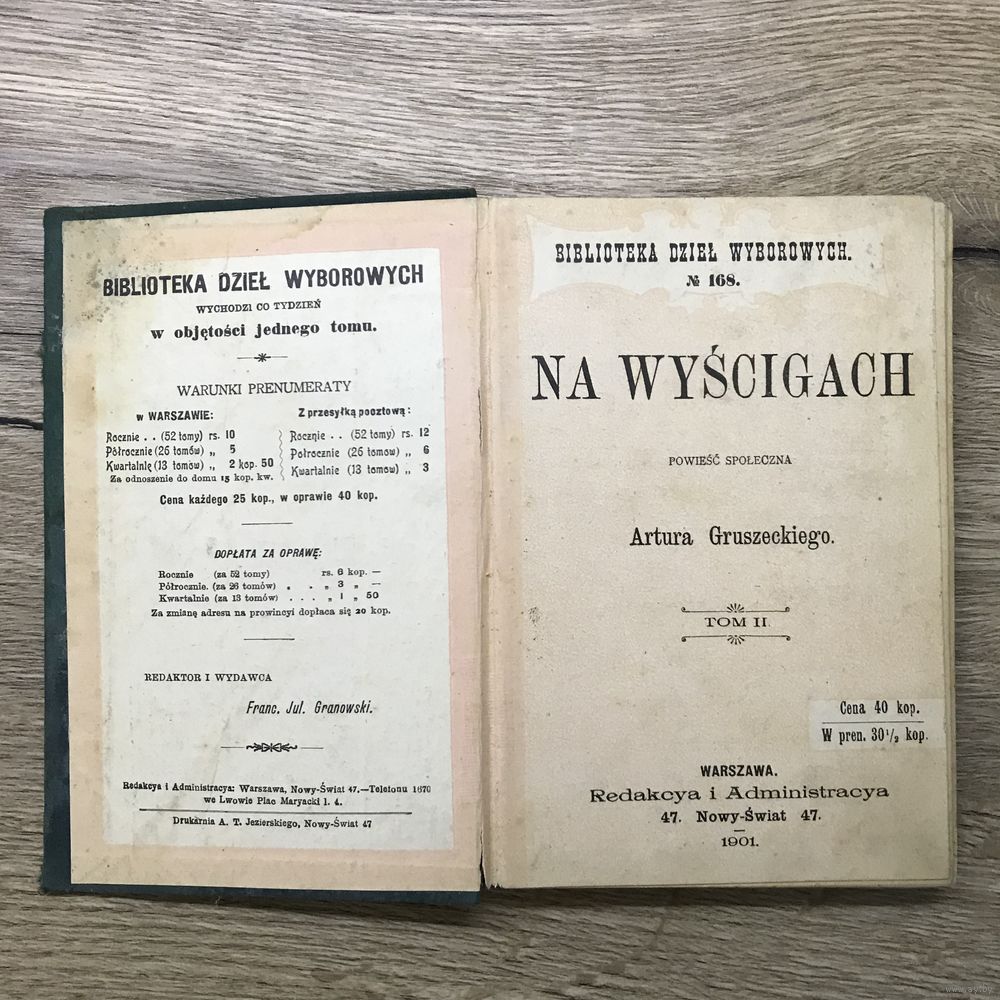 BIBLIOTEKA DZIEŁ WYBOROWYCH
WYCHODZI CO TYDZIEŃ
w objętości jednego tomu.
WARUNKI PRENUMERATY
w WARSZAWIE:
Rocznie . . (52 tomy) rs. 10
Półrocznie (26 tomów) „ 5
Kwartalnie (13 tomów) „ 2 kop. 50
Za odnoszenie do domu 15 kop. kw.
Z przesyłką pocztową:
Rocznie . . (52 tomy) rs. 12
Półrocznie (26 tomów) „ 6
Kwartalnie (13 tomów) „ 3
Cena każdego 25 kop., w oprawie 40 kop.
DOPŁATA ZA OPRAWĘ:
Rocznie (za 52 tomy) rs. 6 kop. —
Półrocznie. (za 26 tomów) „ . „ 3 „ —
Kwartalnie (za 13 tomów) . . . „ 1 „ 50
Za zmianę adresu na prowincyi dopłaca się 20 kop.
REDAKTOR I WYDAWCA
Franc. Jul. Granowski.
Redakcya i Administracya: Warszawa, Nowy-Świat 47.—Telefonu 1670
we Lwowie Plac Maryacki l. 4.
Drukarnia A. T. Jezierskiego, Nowy-Świat 47
BIBLIOTEKA DZIEŁ WYBOROWYCH.
№ 168.
NA WYŚCIGACH
POWIEŚĆ SPOŁECZNA
Artura Gruszeckiego.
TOM II.
Cena 40 kop.
W pren. 30½ kop.
WARSZAWA.
Redakcya i Administracya
47. Nowy-Świat 47.
1901.
www.ay.by